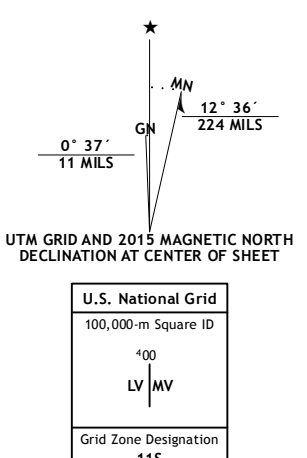 ★
MN
GN
12° 36´
224 MILS
0° 37´
11 MILS
UTM GRID AND 2015 MAGNETIC NORTH
DECLINATION AT CENTER OF SHEET
U.S. National Grid
100,000-m Square ID
⁴00
LV MV
Grid Zone Designation
11S